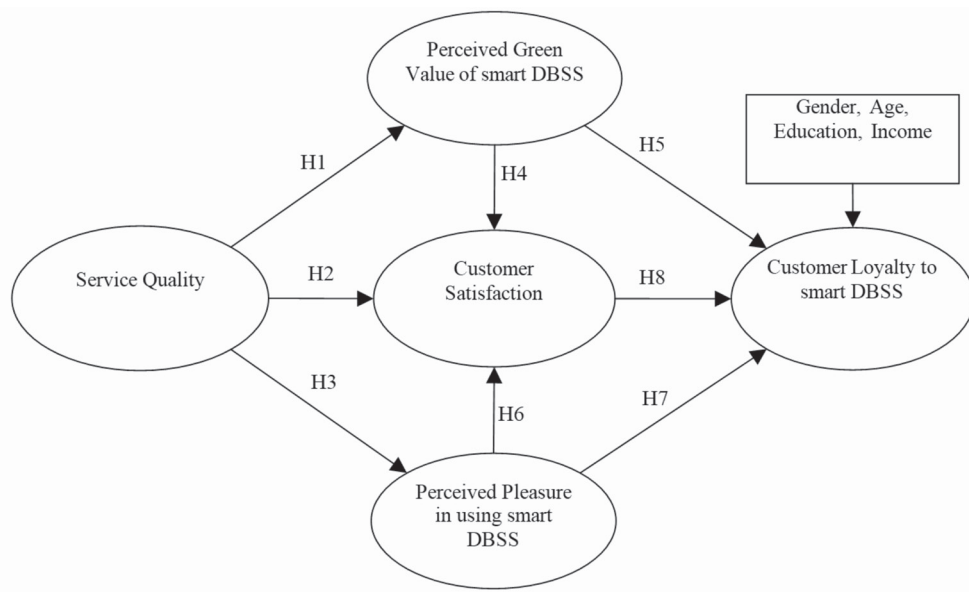 Perceived Green
Value of smart DBSS
Gender, Age,
Education, Income
H1
H4
H5
Service Quality
H2
Customer
Satisfaction
H8
Customer Loyalty to
smart DBSS
H3
H6
H7
Perceived Pleasure
in using smart
DBSS